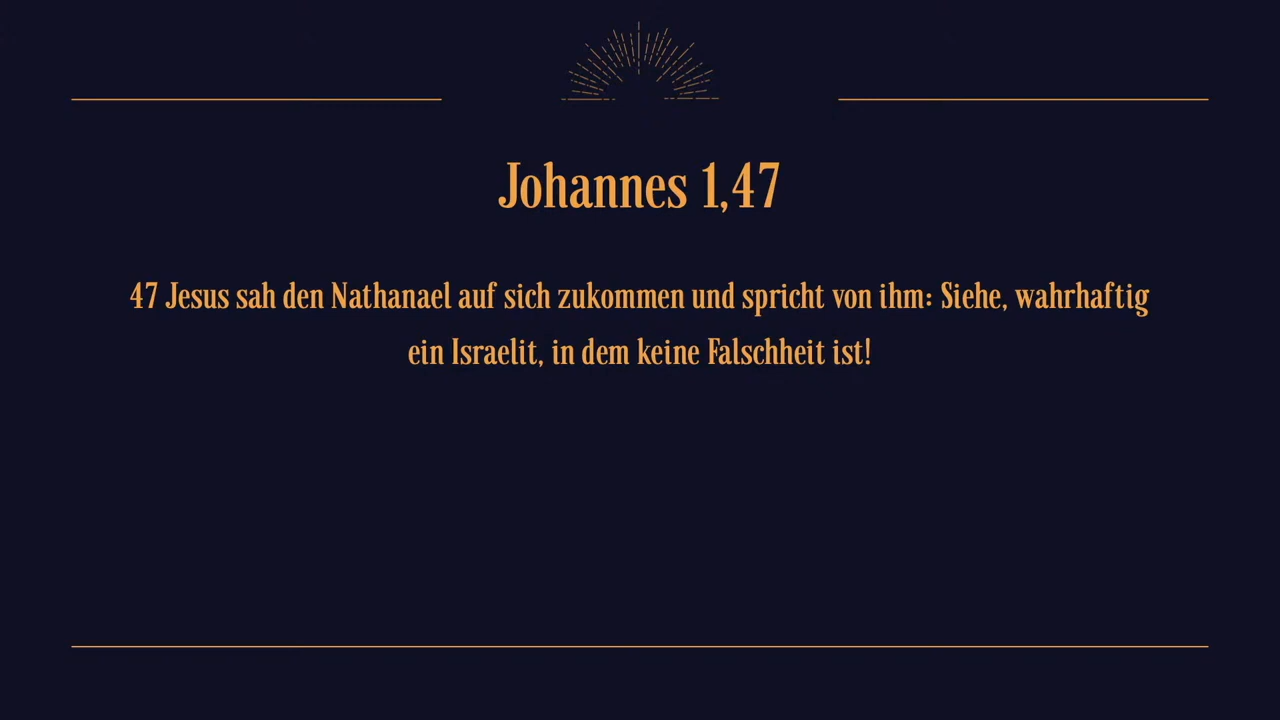 Johannes 1,47
47 Jesus sah den Nathanael auf sich zukommen und spricht von ihm: Siehe, wahrhaftig
ein Israelit, in dem keine Falschheit ist!